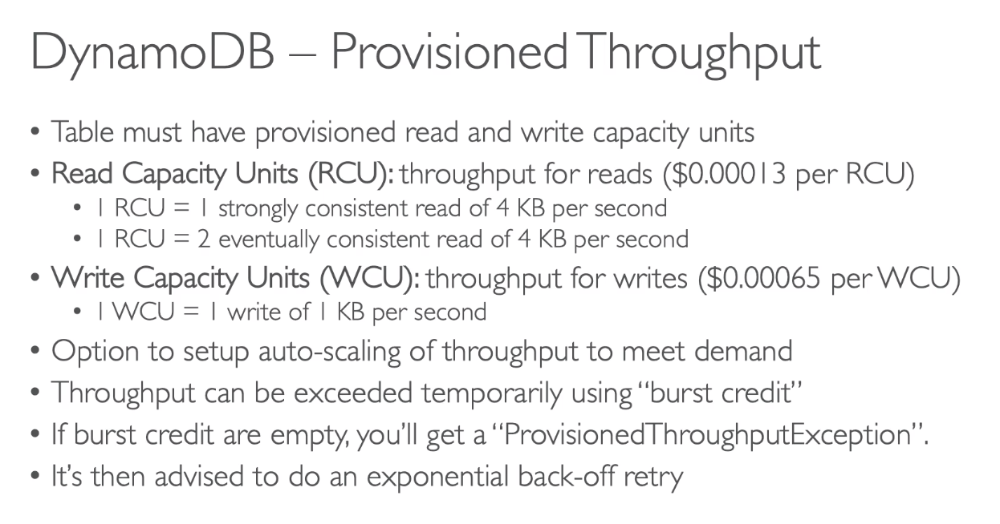 DynamoDB – Provisioned Throughput
• Table must have provisioned read and write capacity units
• Read Capacity Units (RCU): throughput for reads ($0.00013 per RCU)
• 1 RCU = 1 strongly consistent read of 4 KB per second
• 1 RCU = 2 eventually consistent read of 4 KB per second
• Write Capacity Units (WCU): throughput for writes ($0.00065 per WCU)
• 1 WCU = 1 write of 1 KB per second
• Option to setup auto-scaling of throughput to meet demand
• Throughput can be exceeded temporarily using “burst credit”
• If burst credit are empty, you’ll get a “ProvisionedThroughputException”.
• It’s then advised to do an exponential back-off retry